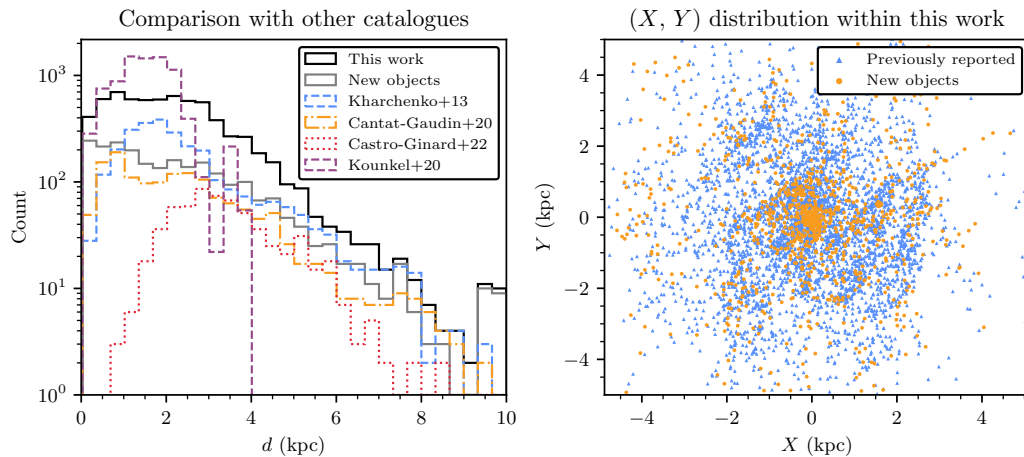 Comparison with other catalogues
This work
New objects
Kharchenko+13
Cantat-Gaudin+20
Castro-Ginard+22
Kounkel+20
Count
10³
10²
10¹
10⁰
0
2
4
6
8
10
d (kpc)
(X, Y) distribution within this work
Previously reported
New objects
Y (kpc)
4
2
0
−2
−4
−4
−2
0
2
4
X (kpc)